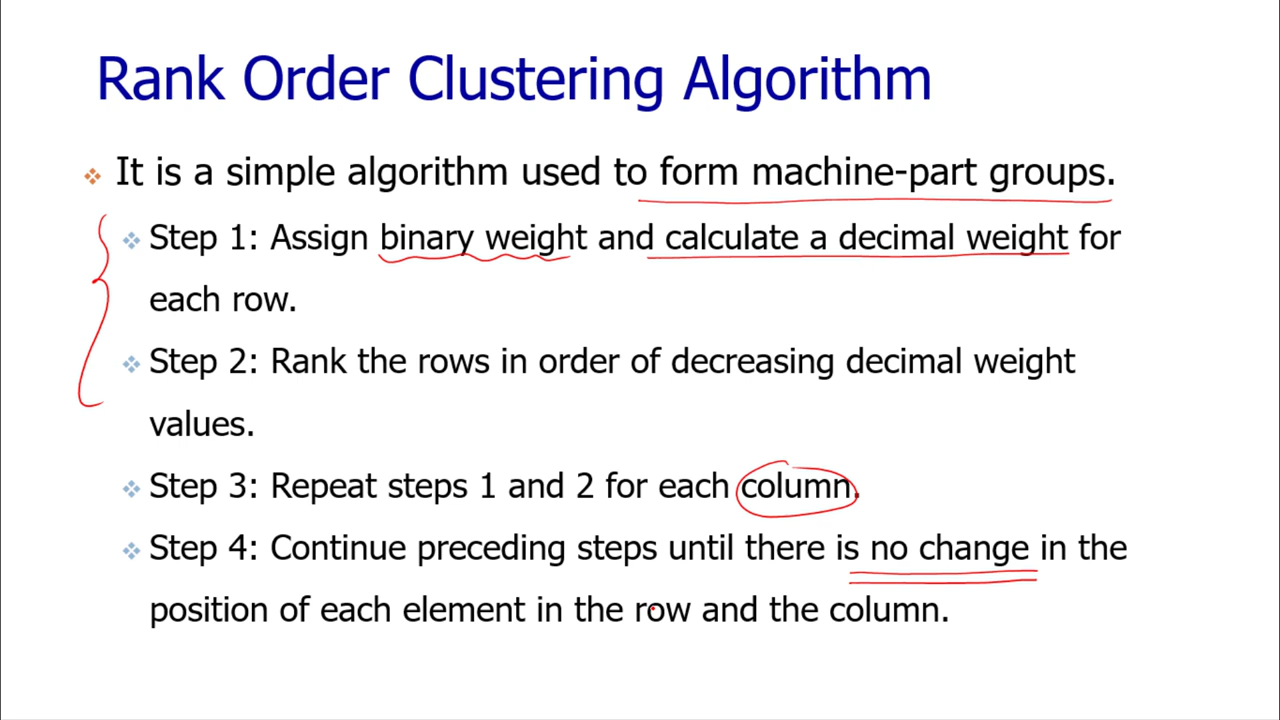 Rank Order Clustering Algorithm
It is a simple algorithm used to form machine-part groups.
Step 1: Assign binary weight and calculate a decimal weight for
each row.
Step 2: Rank the rows in order of decreasing decimal weight
values.
Step 3: Repeat steps 1 and 2 for each column.
Step 4: Continue preceding steps until there is no change in the
position of each element in the row and the column.